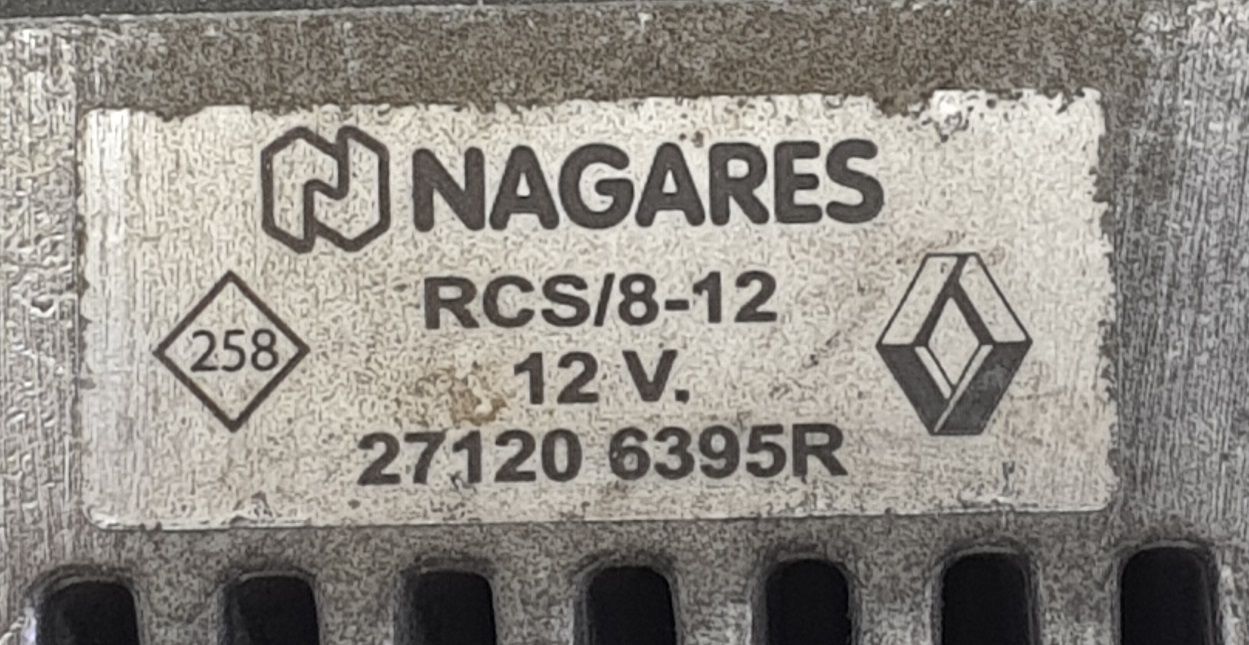 NAGARES
RCS/8-12
258
12 V.
27120 6395R